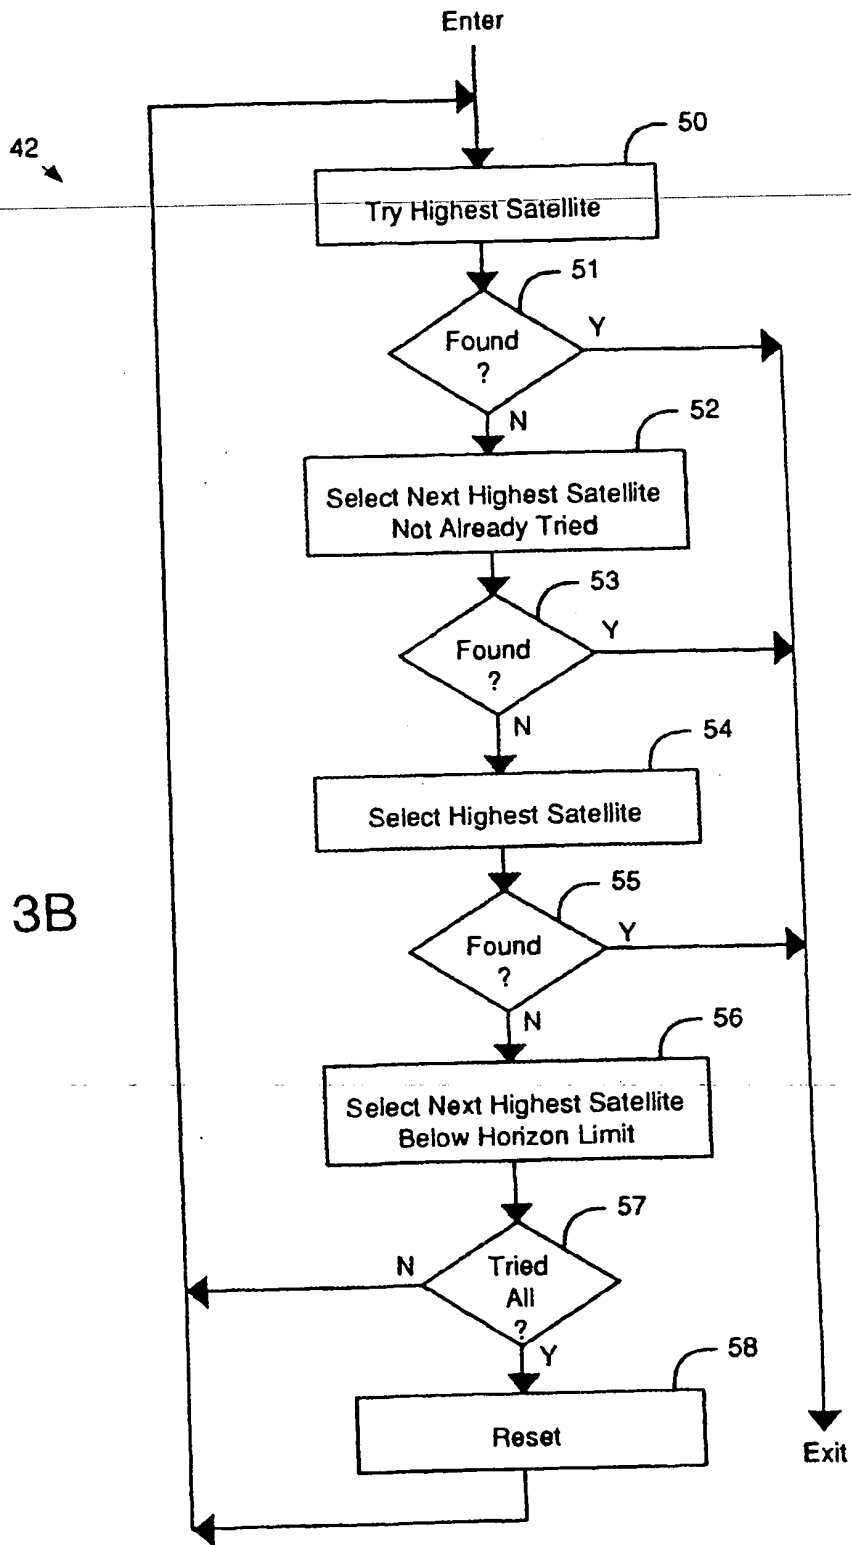 Enter
42
50
Try Highest Satellite
51
Found
?
Y
N
52
Select Next Highest Satellite
Not Already Tried
53
Found
?
Y
N
54
Select Highest Satellite
3B
55
Found
?
Y
N
56
Select Next Highest Satellite
Below Horizon Limit
57
N
Tried
All
?
Y
58
Reset
Exit